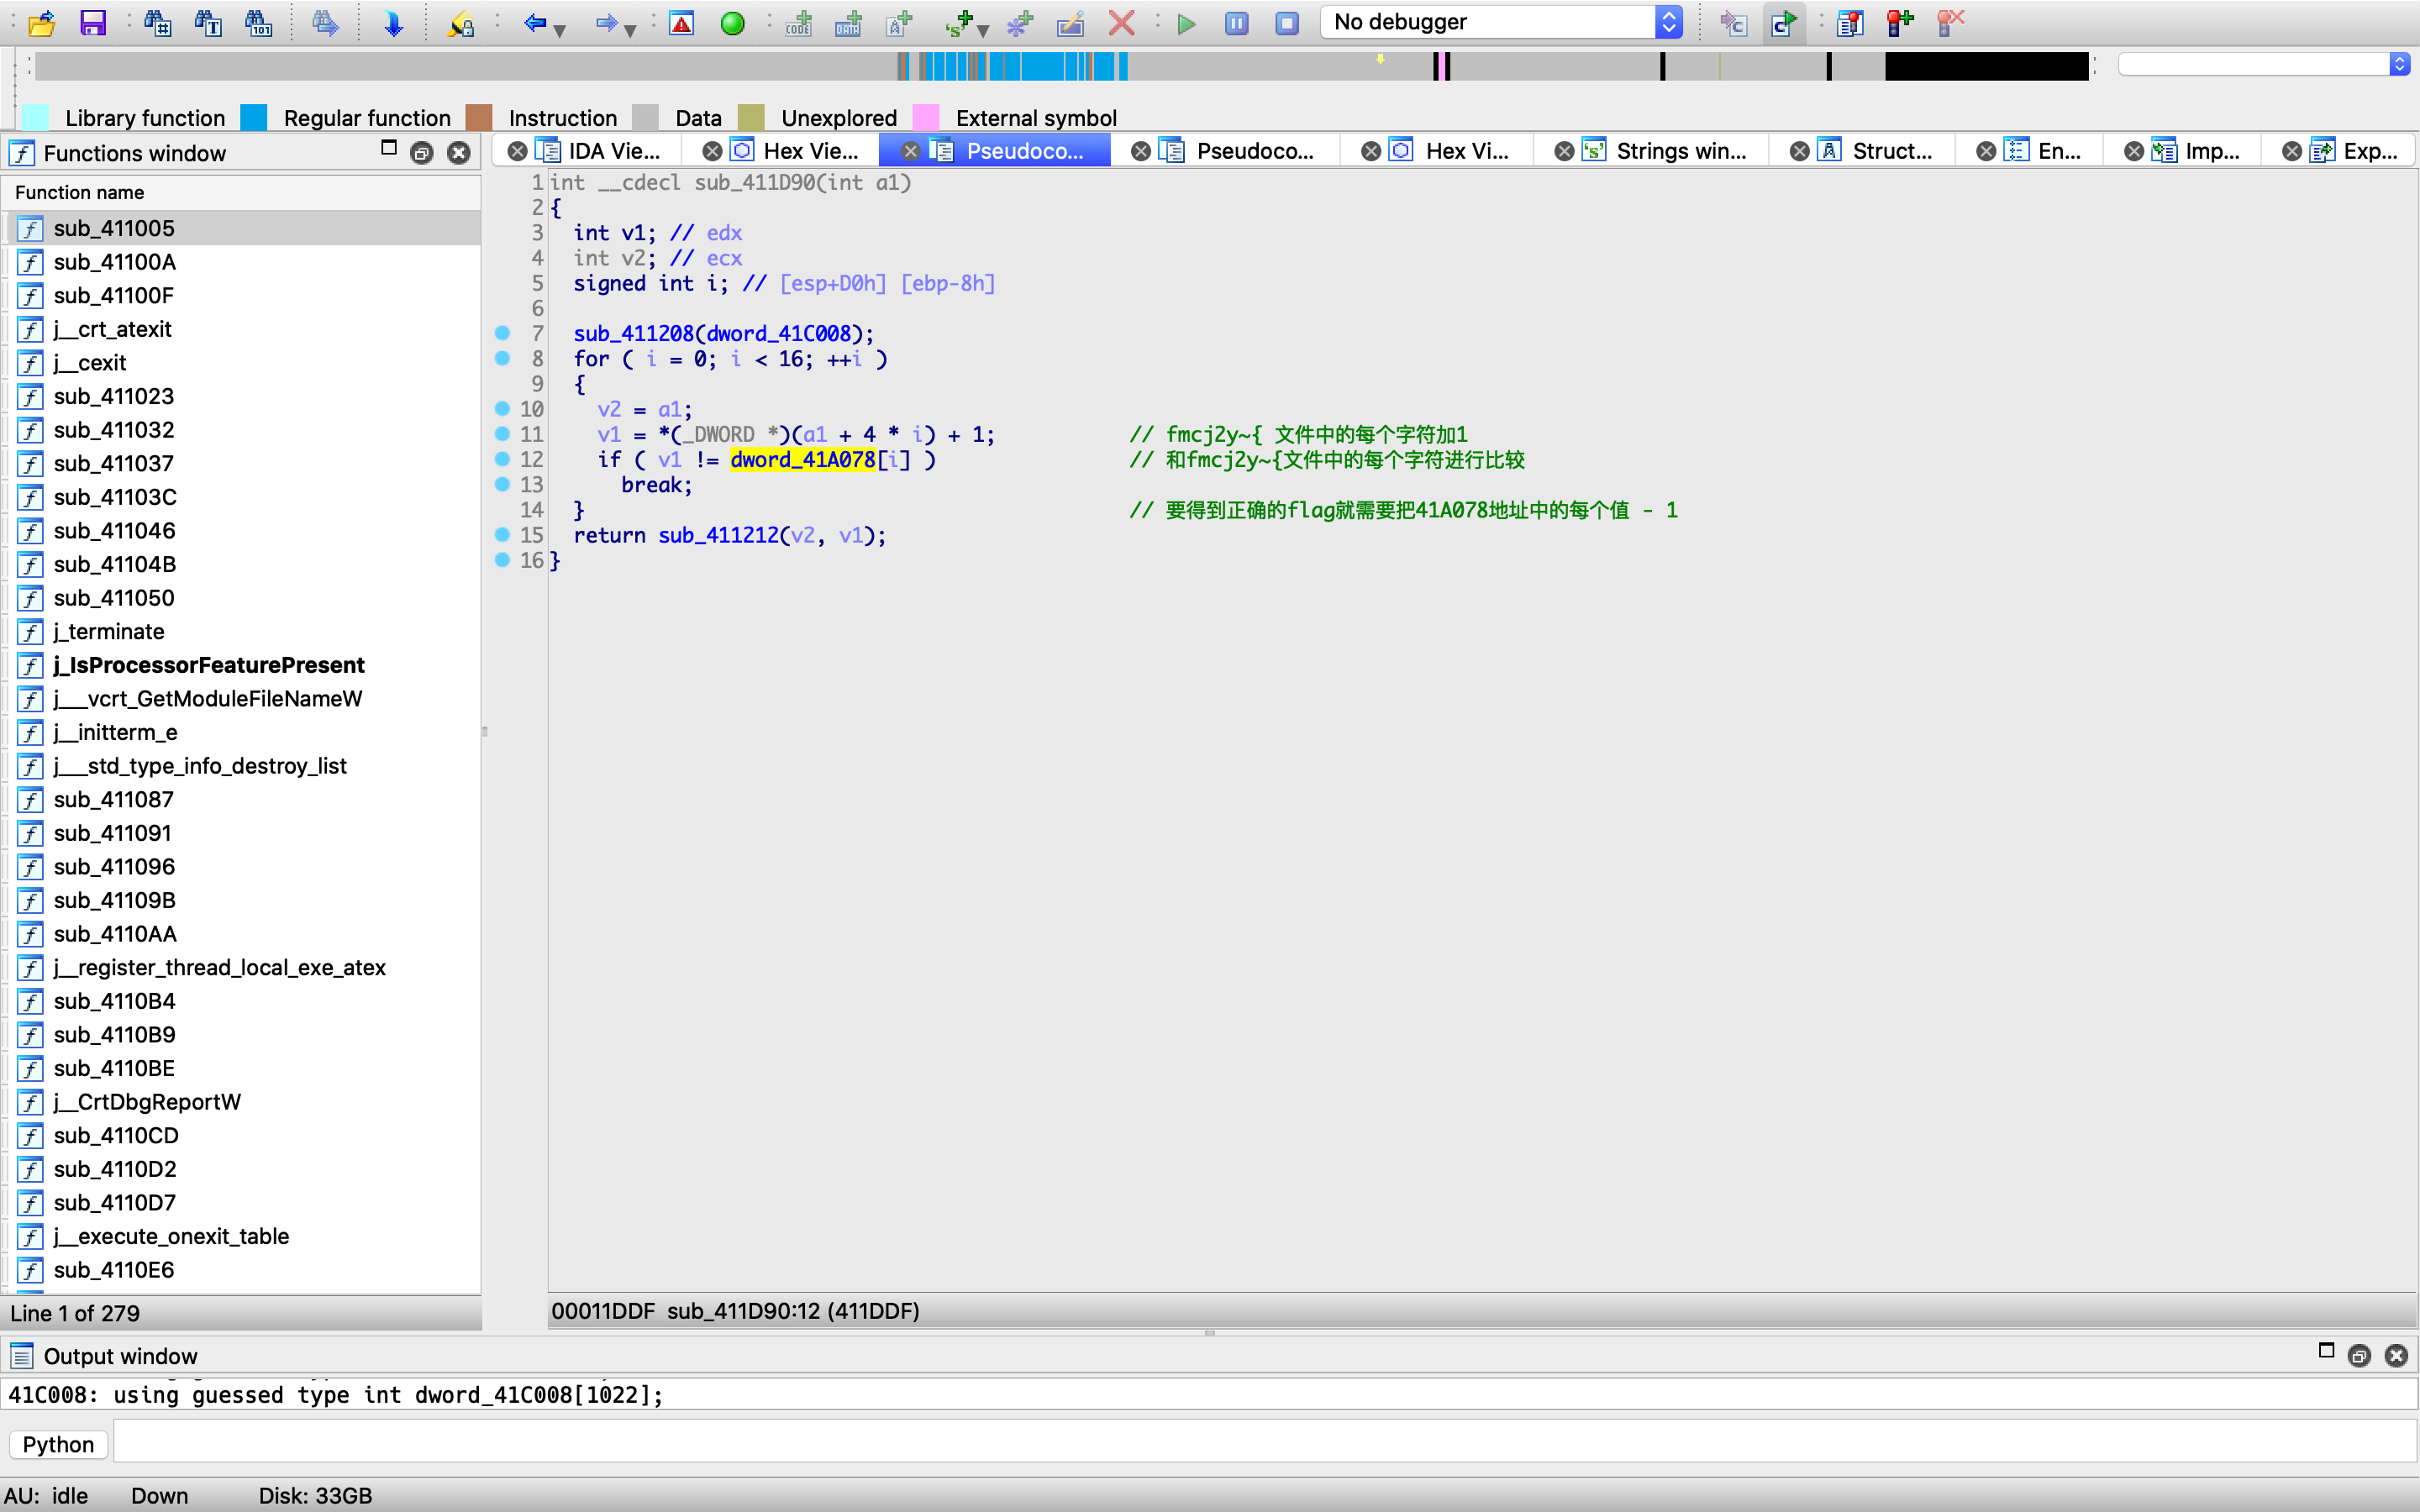 No debugger
Library function Regular function Instruction Data Unexplored External symbol
Functions window
IDA Vie... Hex Vie... Pseudoco... Pseudoco... Hex Vi... Strings win... Struct... En... Imp... Exp...
Function name
sub_411005
sub_41100A
sub_41100F
j__crt_atexit
j__cexit
sub_411023
sub_411032
sub_411037
sub_41103C
sub_411046
sub_41104B
sub_411050
j_terminate
j_IsProcessorFeaturePresent
j___vcrt_GetModuleFileNameW
j__initterm_e
j___std_type_info_destroy_list
sub_411087
sub_411091
sub_411096
sub_41109B
sub_4110AA
j__register_thread_local_exe_atex
sub_4110B4
sub_4110B9
sub_4110BE
j__CrtDbgReportW
sub_4110CD
sub_4110D2
sub_4110D7
j__execute_onexit_table
sub_4110E6
Line 1 of 279
1 int __cdecl sub_411D90(int a1)
2 {
3 int v1; // edx
4 int v2; // ecx
5 signed int i; // [esp+D0h] [ebp-8h]
6
7 sub_411208(dword_41C008);
8 for ( i = 0; i < 16; ++i )
9 {
10 v2 = a1;
11 v1 = *(_DWORD *)(a1 + 4 * i) + 1; // fmcj2y~{ 文件中的每个字符加1
12 if ( v1 != dword_41A078[i] ) // 和fmcj2y~{文件中的每个字符进行比较
13 break;
14 } // 要得到正确的flag就需要把41A078地址中的每个值 - 1
15 return sub_411212(v2, v1);
16 }
00011DDF sub_411D90:12 (411DDF)
Output window
41C008: using guessed type int dword_41C008[1022];
Python
AU: idle Down Disk: 33GB